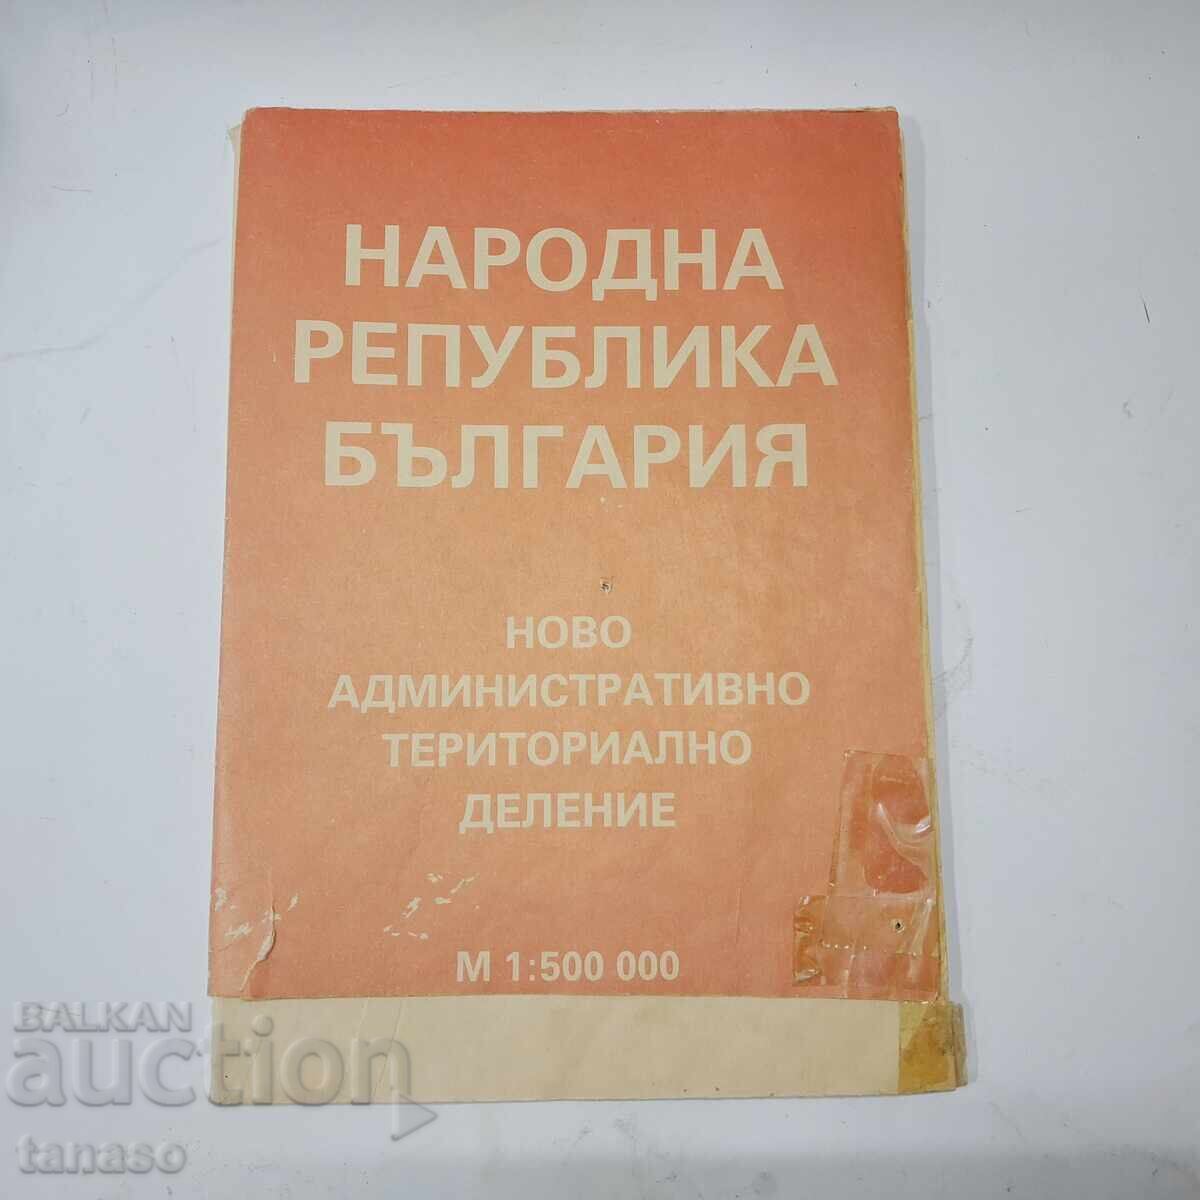 НАРОДНА
РЕПУБЛИКА
БЪЛГАРИЯ
НОВО
АДМИНИСТРАТИВНО
ТЕРИТОРИАЛНО
ДЕЛЕНИЕ
М 1:500 000
BALKAN
auction
tanaso